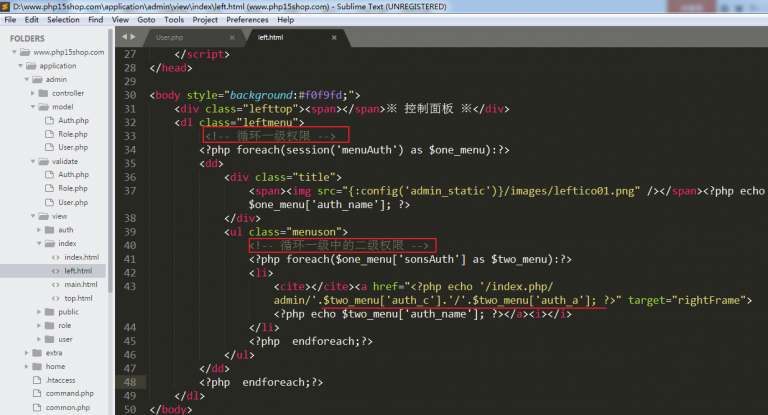 D:\www.php15shop.com\application\admin\view\index\left.html (www.php15shop.com) - Sublime Text (UNREGISTERED)
File Edit Selection Find View Goto Tools Project Preferences Help
FOLDERS
www.php15shop.com
application
admin
controller
model
Auth.php
Role.php
User.php
validate
Auth.php
Role.php
User.php
view
auth
index
index.html
left.html
main.html
top.html
public
role
user
extra
home
.htaccess
command.php
common.php
User.php
left.html
27 </script>
28 </head>
29
30 <body style="background:#f0f9fd;">
31 <div class="lefttop"><span></span>※ 控制面板 ※</div>
32 <dl class="leftmenu">
33 <!-- 循环一级权限 -->
34 <?php foreach(session('menuAuth') as $one_menu):?>
35 <dd>
36 <div class="title">
37 <span><img src="{:config('admin_static')}/images/leftico01.png" /></span><?php echo
$one_menu['auth_name']; ?>
38 </div>
39 <ul class="menuson">
40 <!-- 循环一级中的二级权限 -->
41 <?php foreach($one_menu['sonsAuth'] as $two_menu):?>
42 <li>
43 <cite></cite><a href="<?php echo '/index.php/
admin/'.$two_menu['auth_c'].'/'.$two_menu['auth_a']; ?>" target="rightFrame">
<?php echo $two_menu['auth_name']; ?></a><i></i>
44 </li>
45 <?php  endforeach;?>
46 </ul>
47 </dd>
48 <?php  endforeach;?>
49 </dl>
50 </body>